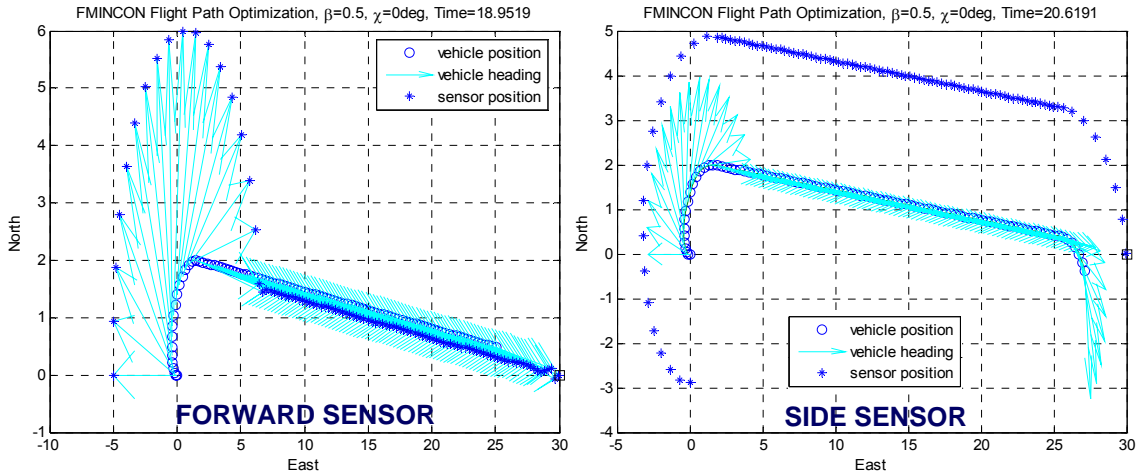 FMINCON Flight Path Optimization, β=0.5, χ=0deg, Time=18.9519
6
5
4
3
2
1
0
-1
North
vehicle position
vehicle heading
sensor position
FORWARD SENSOR
-10 -5 0 5 10 15 20 25 30
East
FMINCON Flight Path Optimization, β=0.5, χ=0deg, Time=20.6191
5
4
3
2
1
0
-1
-2
-3
-4
North
vehicle position
vehicle heading
sensor position
SIDE SENSOR
-5 0 5 10 15 20 25 30
East